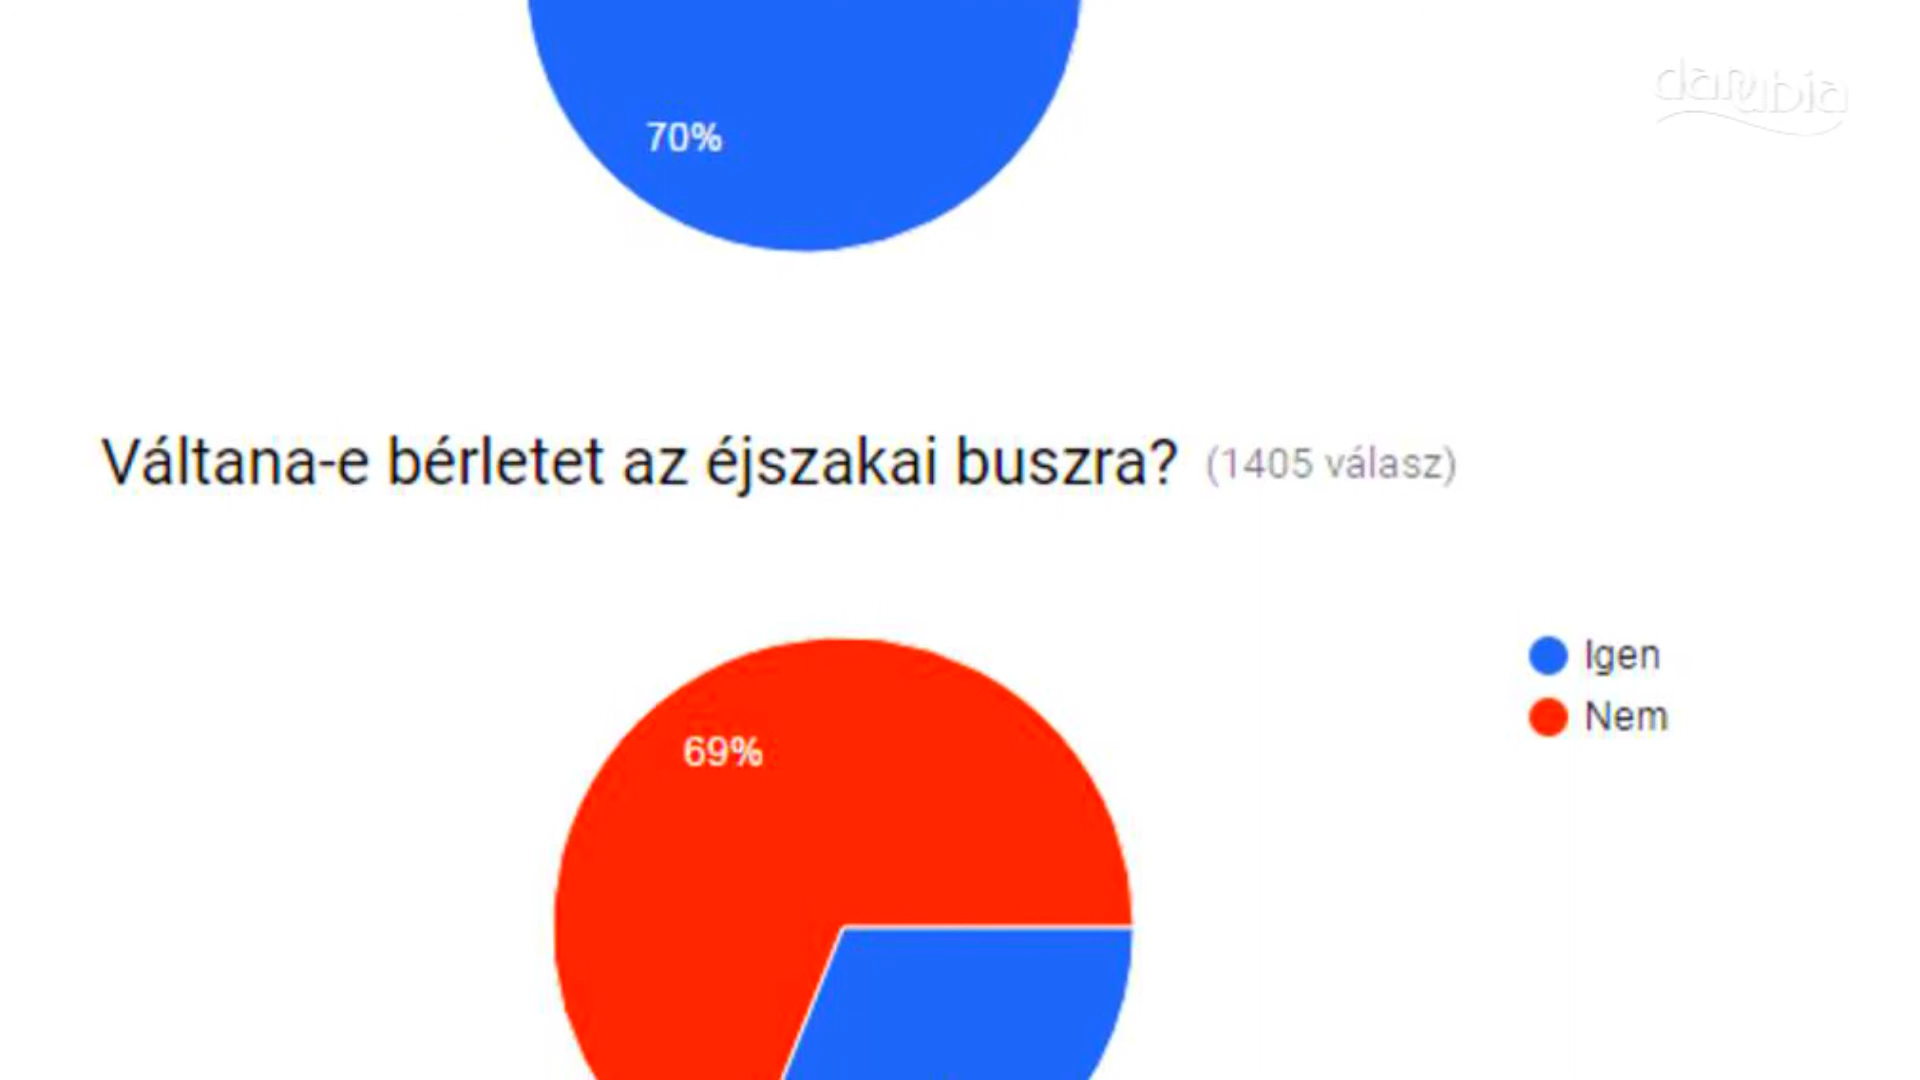 danubia
70%
Váltana-e bérletet az éjszakai buszra? (1405 válasz)
Igen
Nem
69%